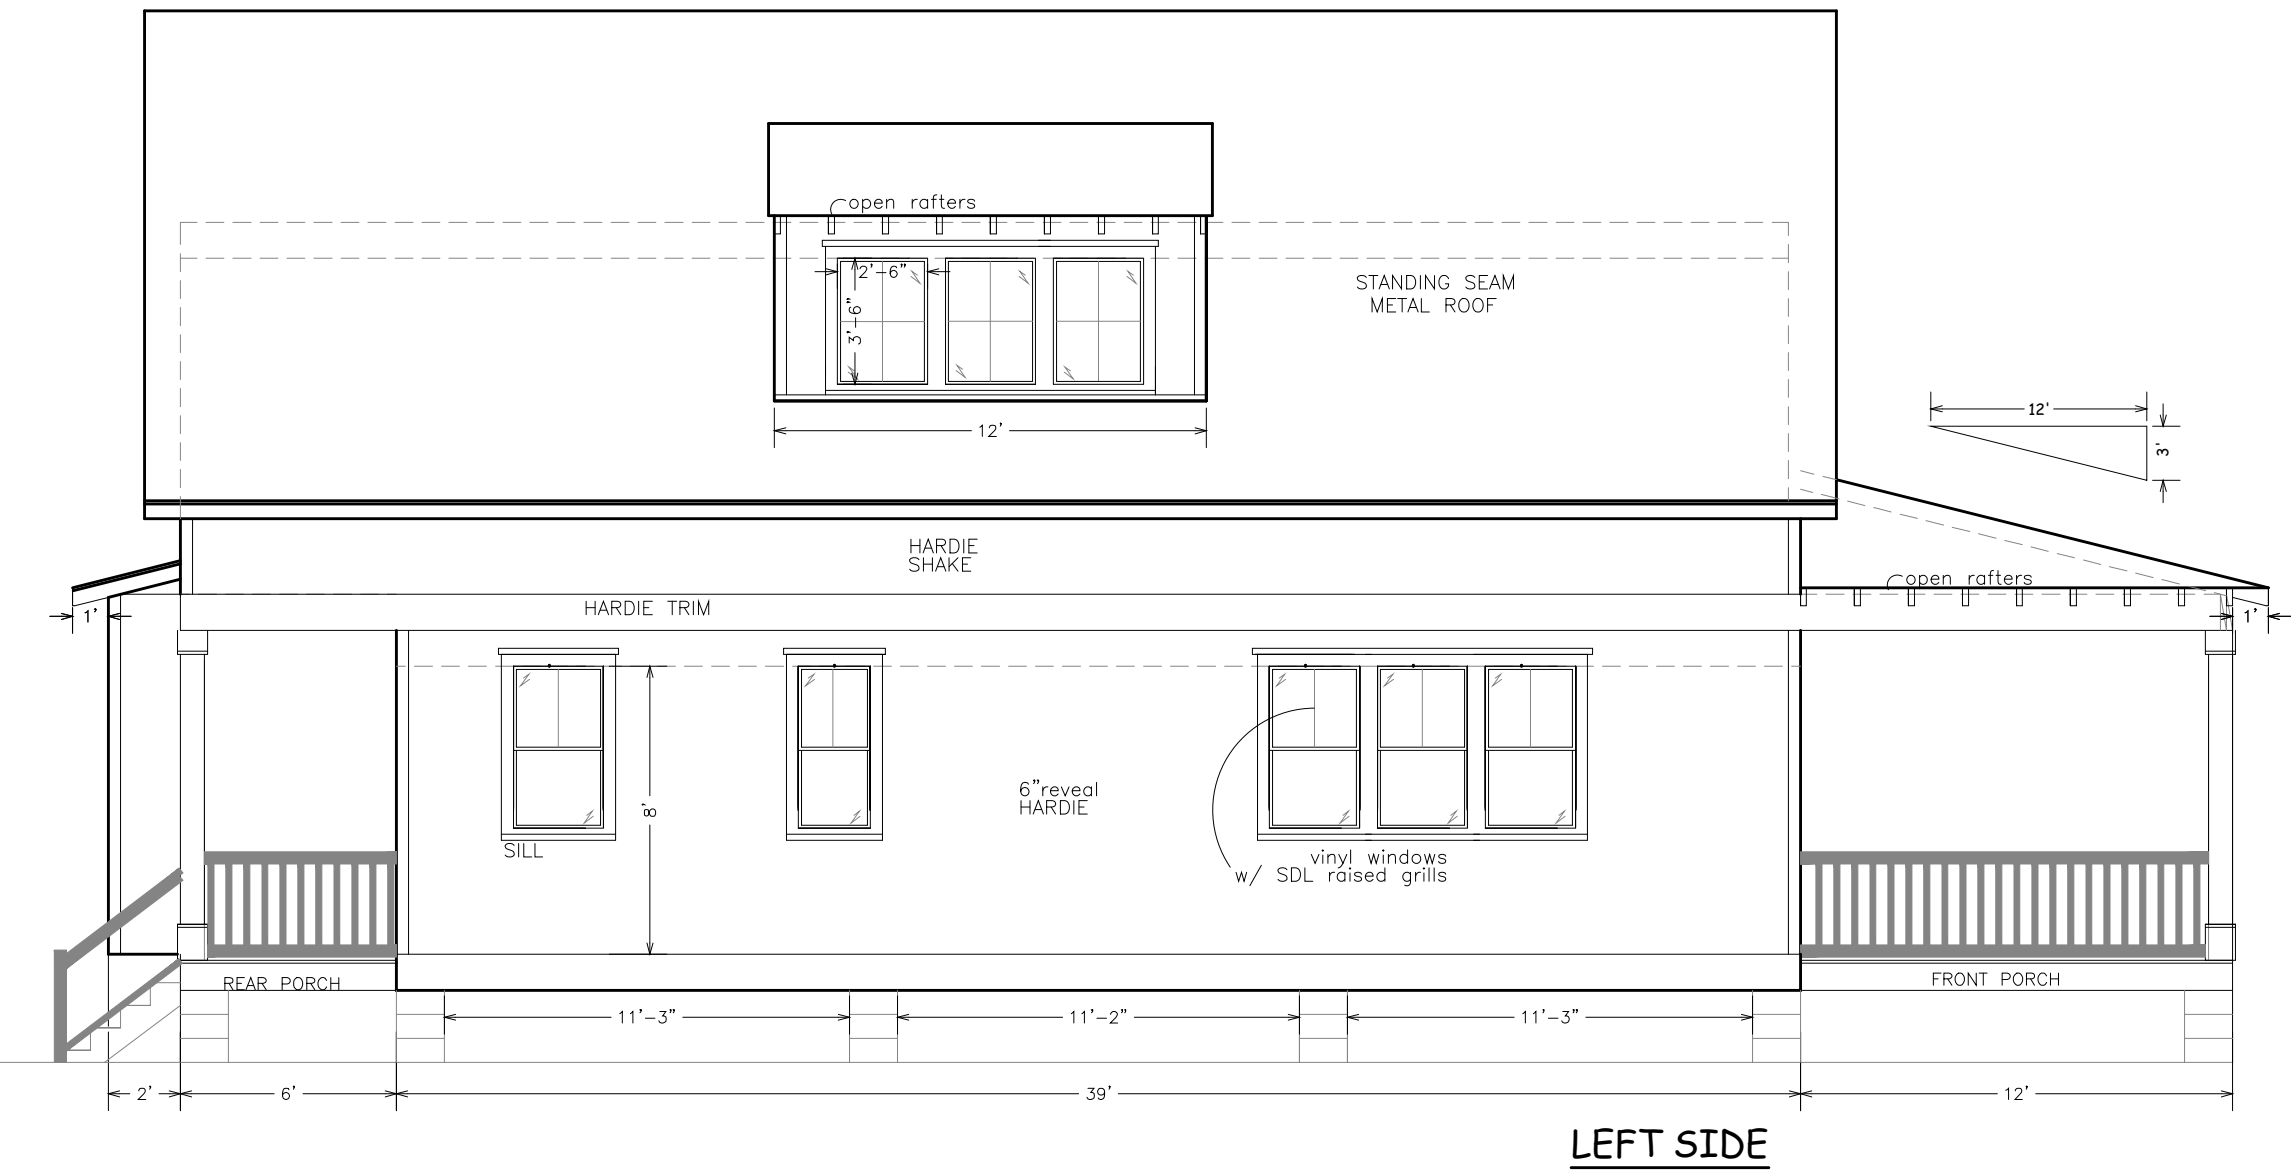 open rafters
2'-6"
3'-6"
STANDING SEAM
METAL ROOF
12'
12'
3'
HARDIE
SHAKE
open rafters
HARDIE TRIM
1'
1'
8'
6"reveal
HARDIE
SILL
vinyl windows
w/ SDL raised grills
REAR PORCH
FRONT PORCH
11'-3"
11'-2"
11'-3"
2'
6'
39'
12'
LEFT SIDE